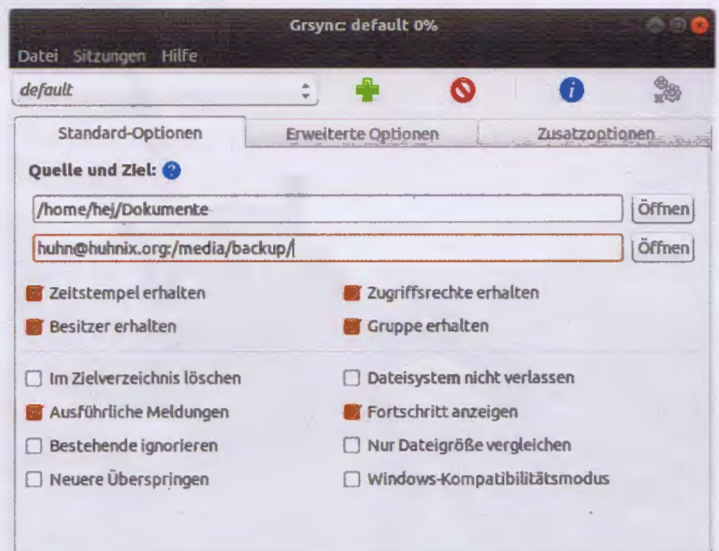 Grsync: default 0%
Datei Sitzungen Hilfe
default
Standard-Optionen Erweiterte Optionen Zusatzoptionen
Quelle und Ziel:
/home/hej/Dokumente Öffnen
huhn@huhnix.org:/media/backup/ Öffnen
Zeitstempel erhalten Zugriffsrechte erhalten
Besitzer erhalten Gruppe erhalten
Im Zielverzeichnis löschen Dateisystem nicht verlassen
Ausführliche Meldungen Fortschritt anzeigen
Bestehende ignorieren Nur Dateigröße vergleichen
Neuere Überspringen Windows-Kompatibilitätsmodus